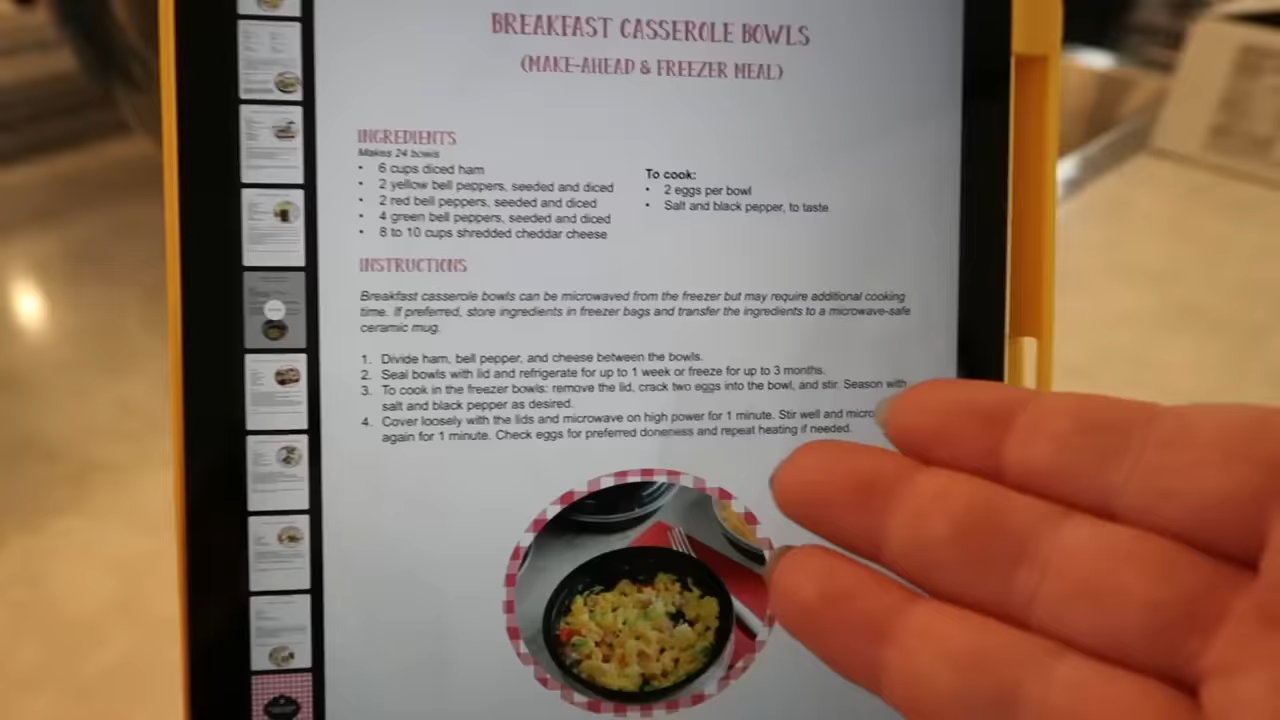 BREAKFAST CASSEROLE BOWLS
(MAKE-AHEAD & FREEZER MEAL)
INGREDIENTS
Makes 24 bowls
• 6 cups diced ham
• 2 yellow bell peppers, seeded and diced
• 2 red bell peppers, seeded and diced
• 4 green bell peppers, seeded and diced
• 8 to 10 cups shredded cheddar cheese
To cook:
• 2 eggs per bowl
• Salt and black pepper, to taste
INSTRUCTIONS
Breakfast casserole bowls can be microwaved from the freezer but may require additional cooking
time. If preferred, store ingredients in freezer bags and transfer the ingredients to a microwave-safe
ceramic mug.
1. Divide ham, bell pepper, and cheese between the bowls.
2. Seal bowls with lid and refrigerate for up to 1 week or freeze for up to 3 months.
3. To cook in the freezer bowls: remove the lid, crack two eggs into the bowl, and stir. Season with
salt and black pepper as desired.
4. Cover loosely with the lids and microwave on high power for 1 minute. Stir well and micro
again for 1 minute. Check eggs for preferred doneness and repeat heating if needed.